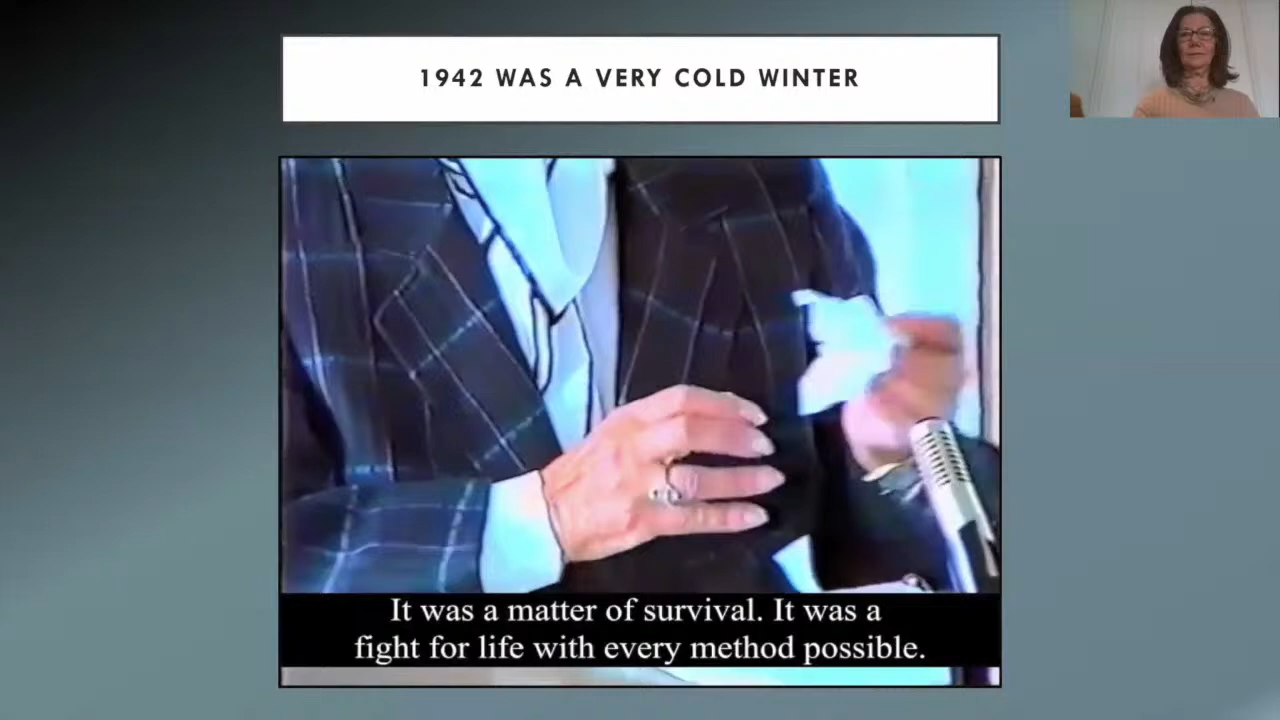 1942 WAS A VERY COLD WINTER
It was a matter of survival. It was a
fight for life with every method possible.